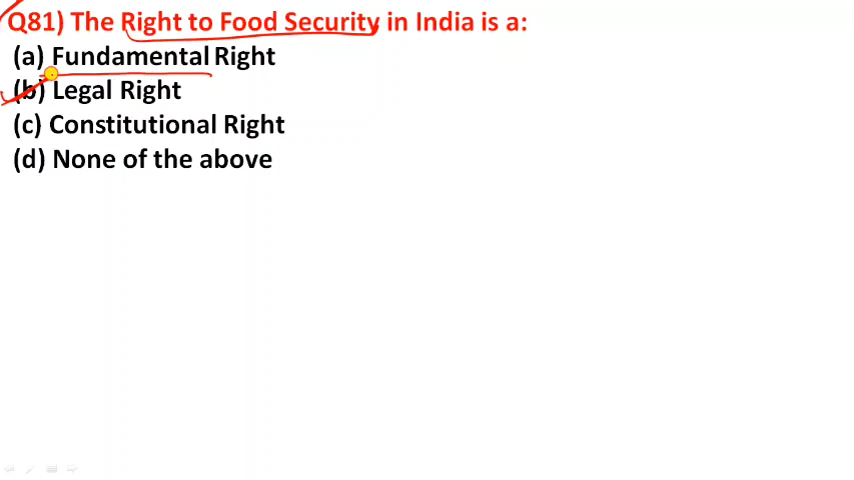 Q81) The Right to Food Security in India is a:
(a) Fundamental Right
(b) Legal Right
(c) Constitutional Right
(d) None of the above